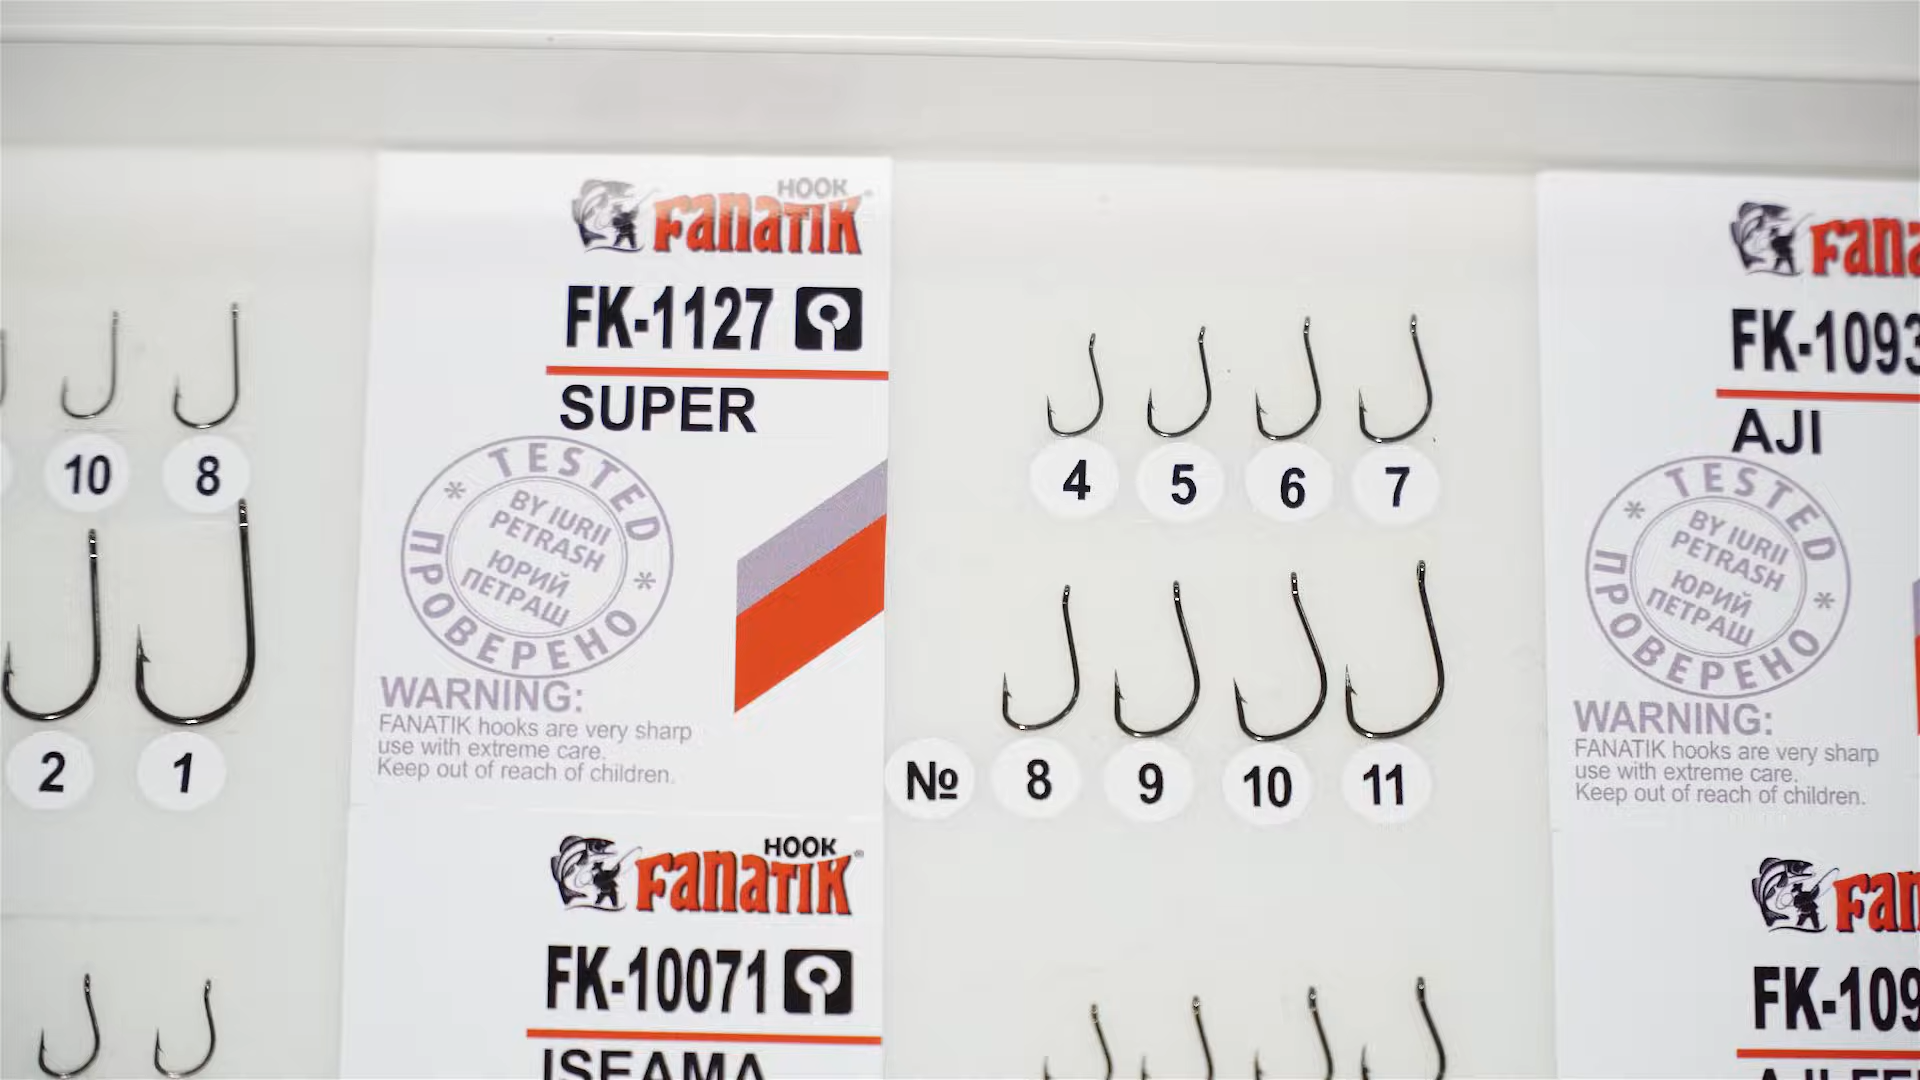 10
8
2
1
HOOK
Fanatik®
FK-1127
SUPER
TESTED
BY IURII
PETRASH
ЮРИЙ
ПЕТРАШ
ПРОВЕРЕНО
WARNING:
FANATIK hooks are very sharp
use with extreme care.
Keep out of reach of children.
HOOK
Fanatik®
FK-10071
ISEAMA
4 5 6 7
№ 8 9 10 11
Fana
FK-1093
AJI
TESTED
BY IURII
PETRASH
ЮРИЙ
ПЕТРАШ
ПРОВЕРЕНО
WARNING:
FANATIK hooks are very sharp
use with extreme care.
Keep out of reach of children.
Fan
FK-109